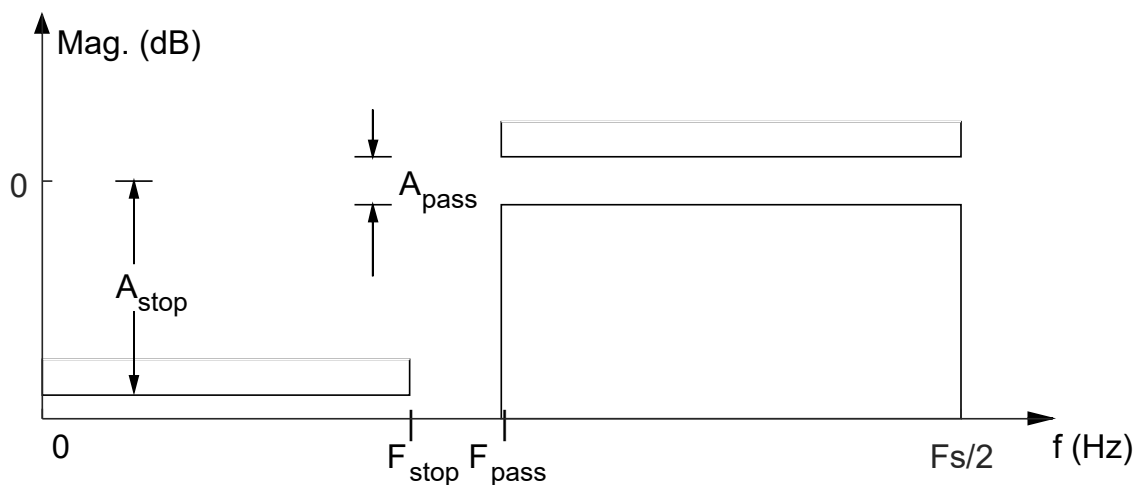 Mag. (dB)
0
A_pass
A_stop
0
F_stop F_pass
Fs/2
f (Hz)